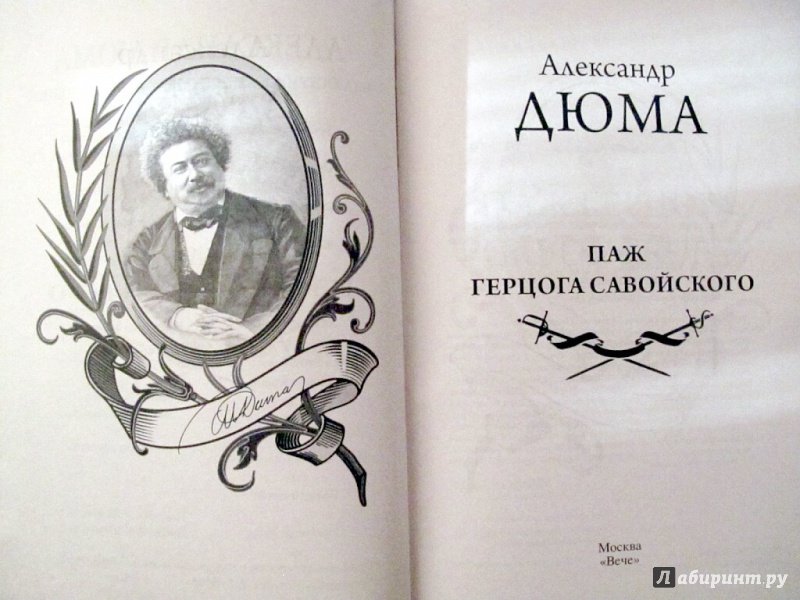 Александр
ДЮМА
ПАЖ
ГЕРЦОГА САВОЙСКОГО
Москва
«Вече»
Лабиринт.ру